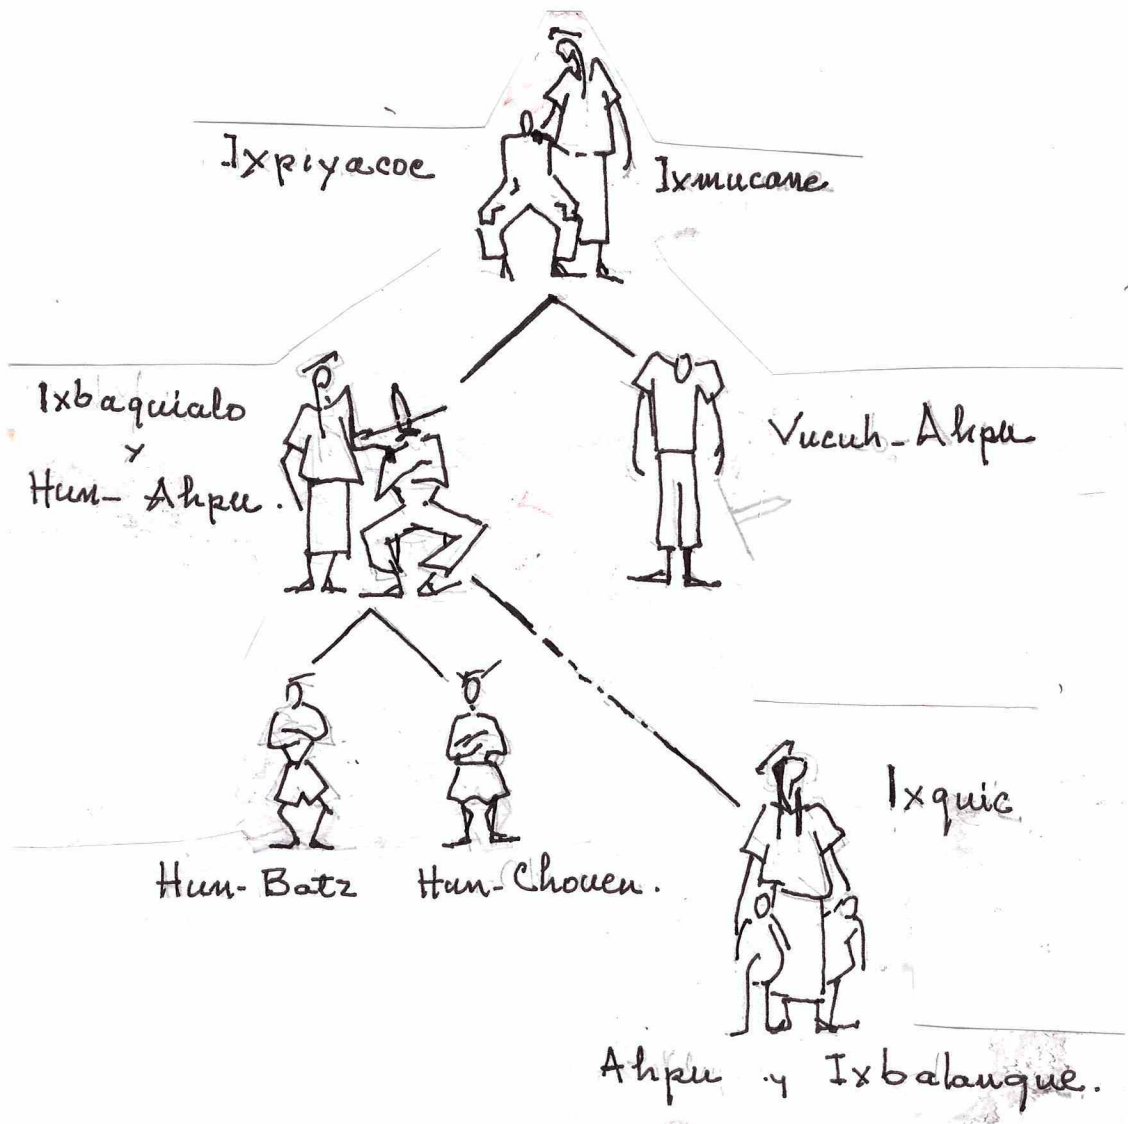 Ixpiyacoc
Ixmucane
Ixbaquialo
y
Hun-Ahpu.
Vucuh-Ahpu
Hun-Batz
Hun-Chouen.
Ixquic
Ahpu y Ixbalanque.